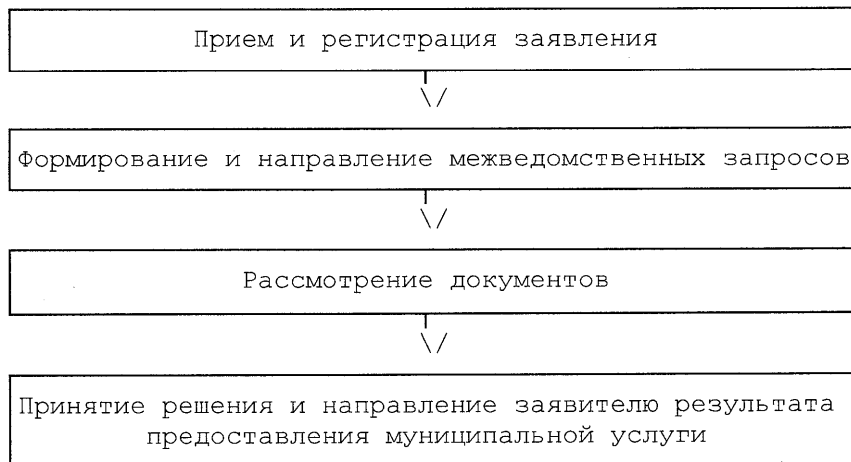 Прием и регистрация заявления
Формирование и направление межведомственных запросов
Рассмотрение документов
Принятие решения и направление заявителю результата
предоставления муниципальной услуги